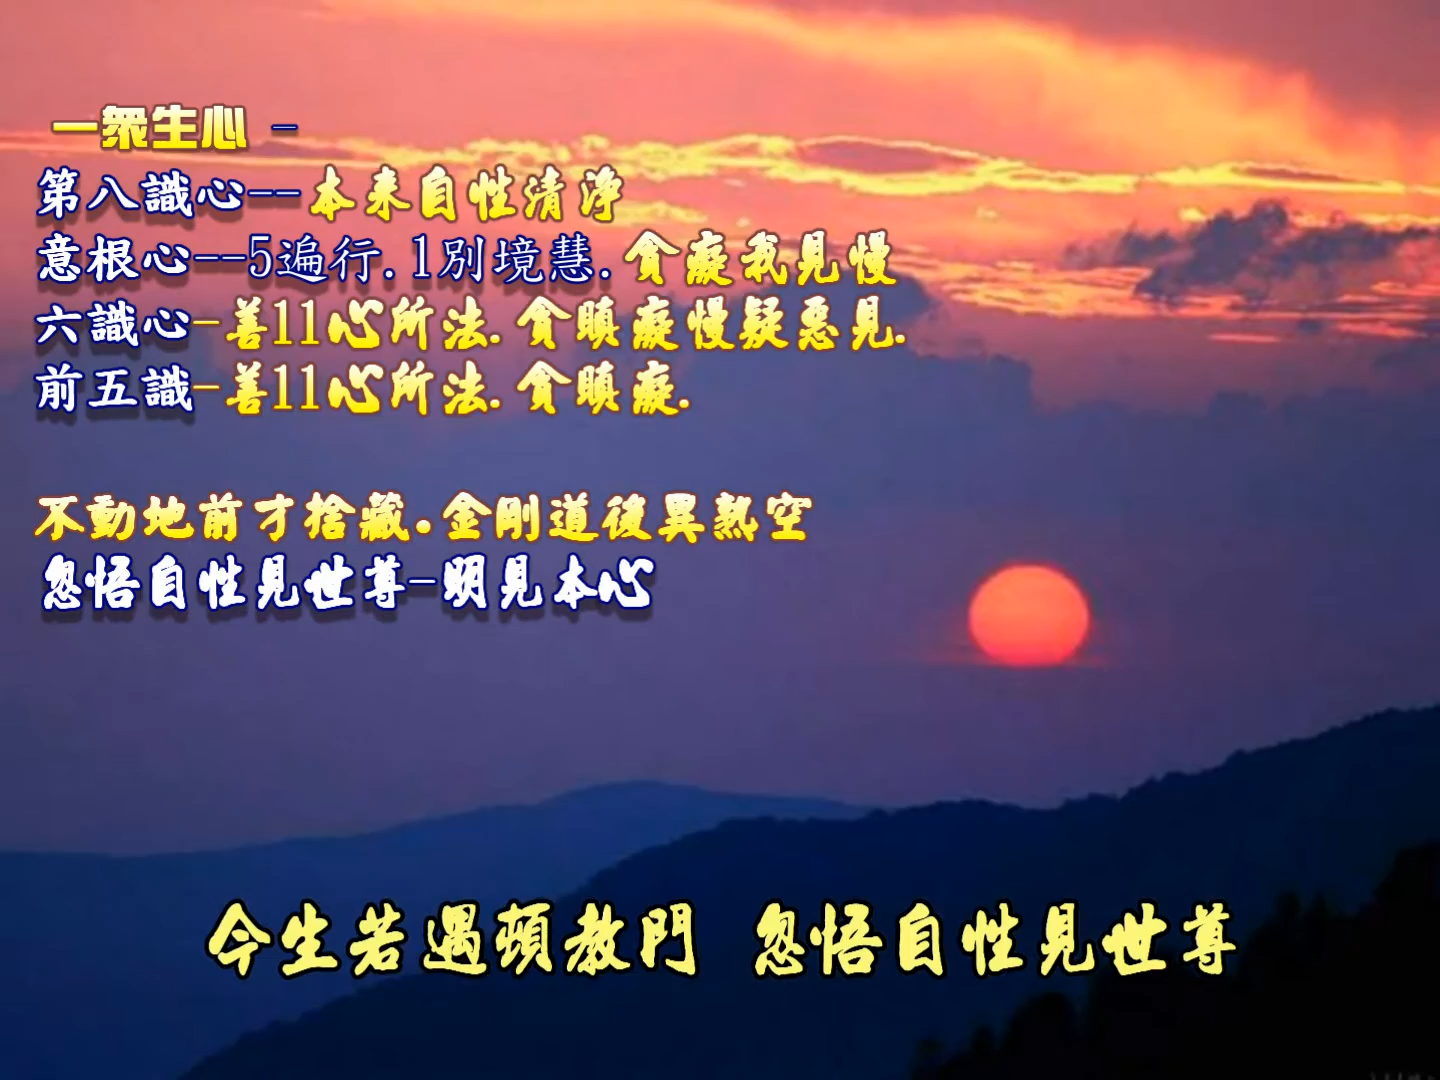 一衆生心 -
第八識心--本来自性清净
意根心--5遍行.1別境慧.貪癡我見慢
六識心-善11心所法.貪瞋癡慢疑惡見.
前五識-善11心所法.貪瞋癡.
不動地前才捨藏.金剛道後異熟空
忽悟自性見世尊-明見本心
今生若遇頓教門 忽悟自性見世尊